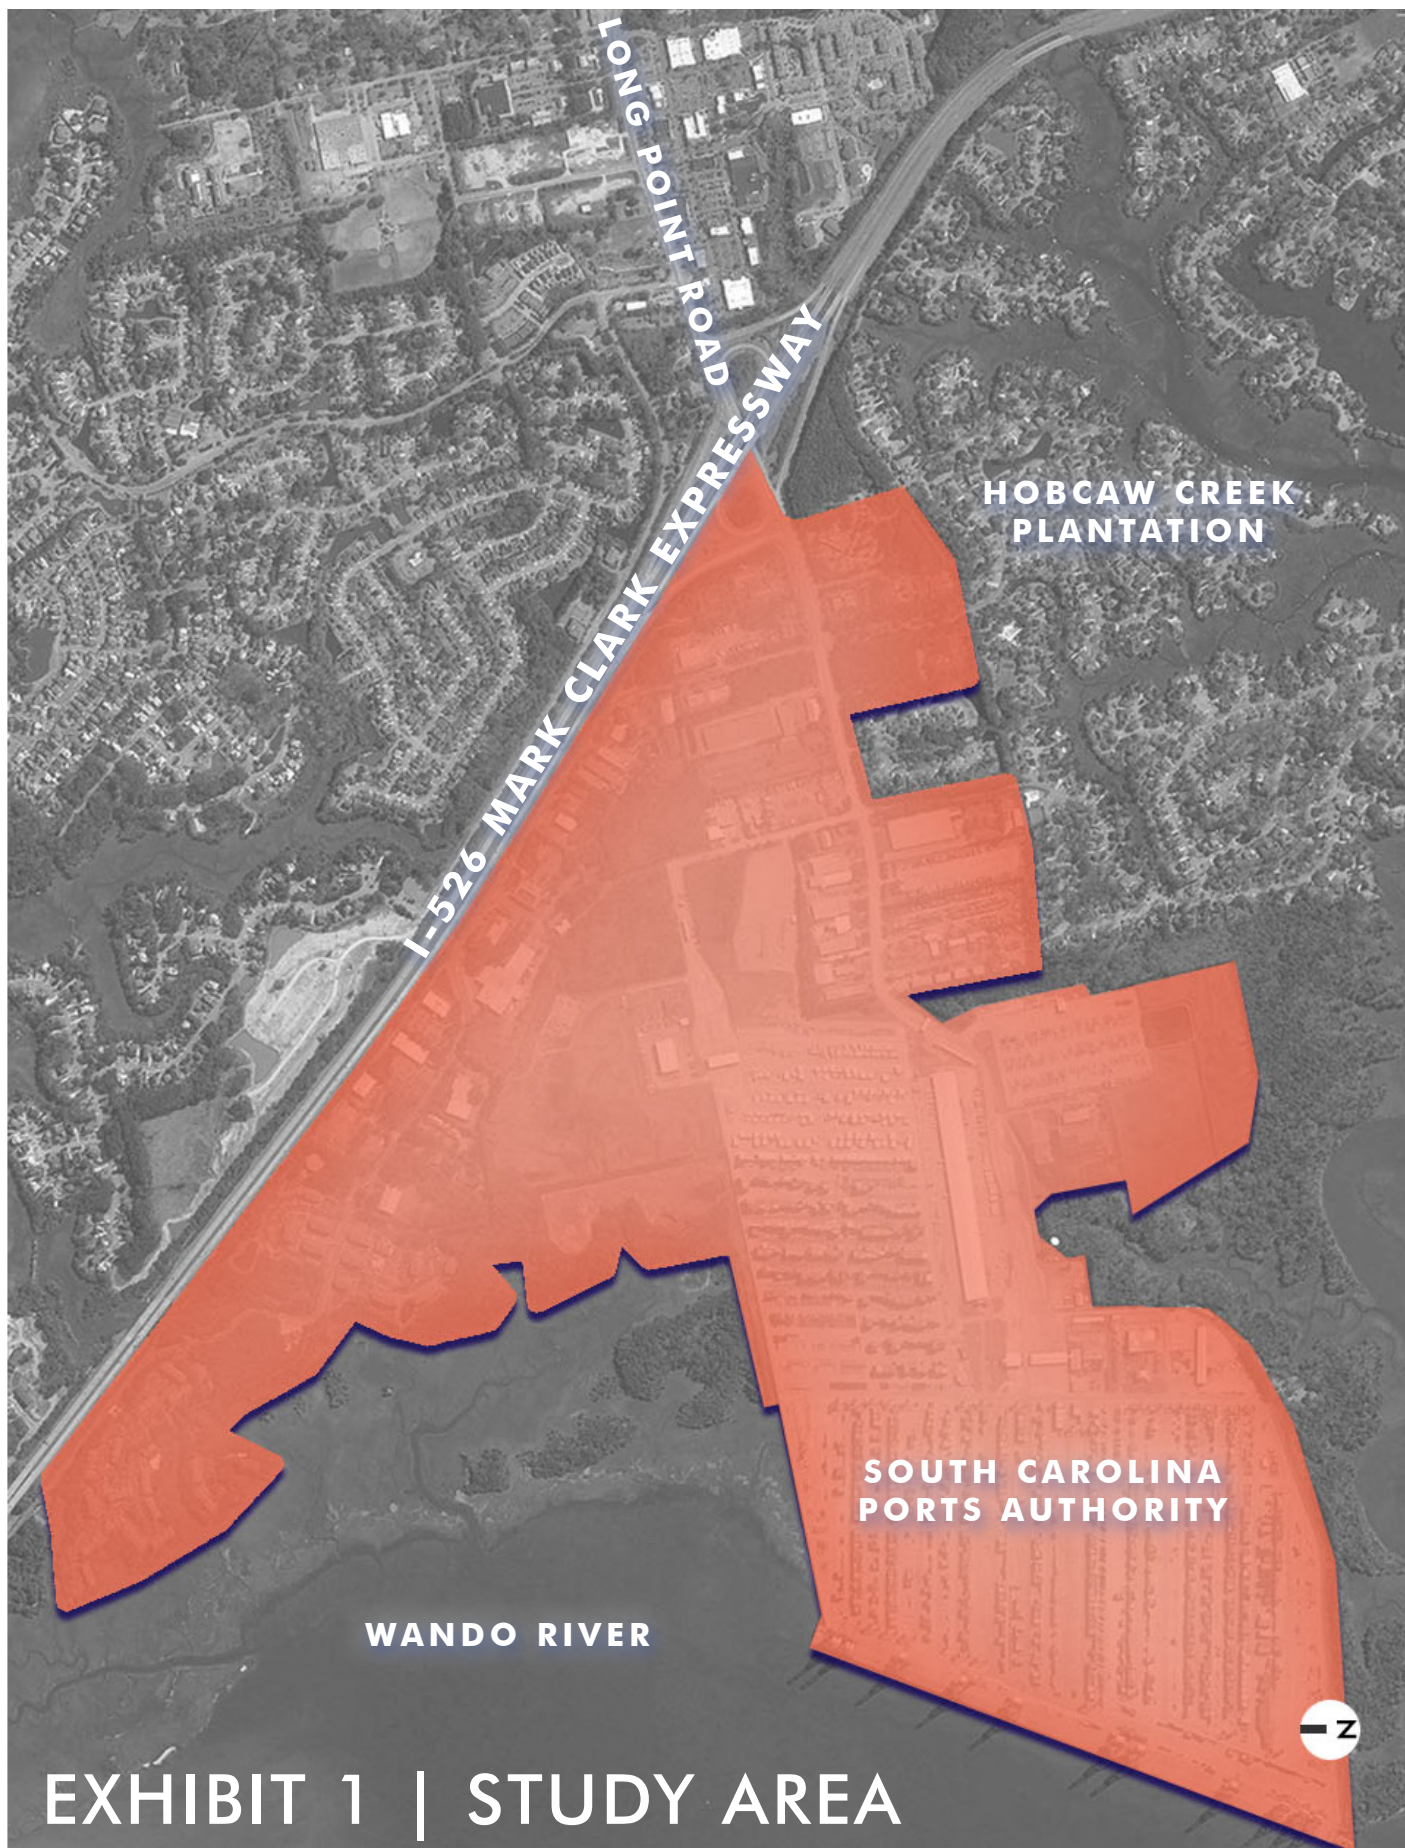 LONG POINT ROAD
I-526 MARK CLARK EXPRESSWAY
HOBCAW CREEK
PLANTATION
SOUTH CAROLINA
PORTS AUTHORITY
WANDO RIVER
N
EXHIBIT 1 | STUDY AREA